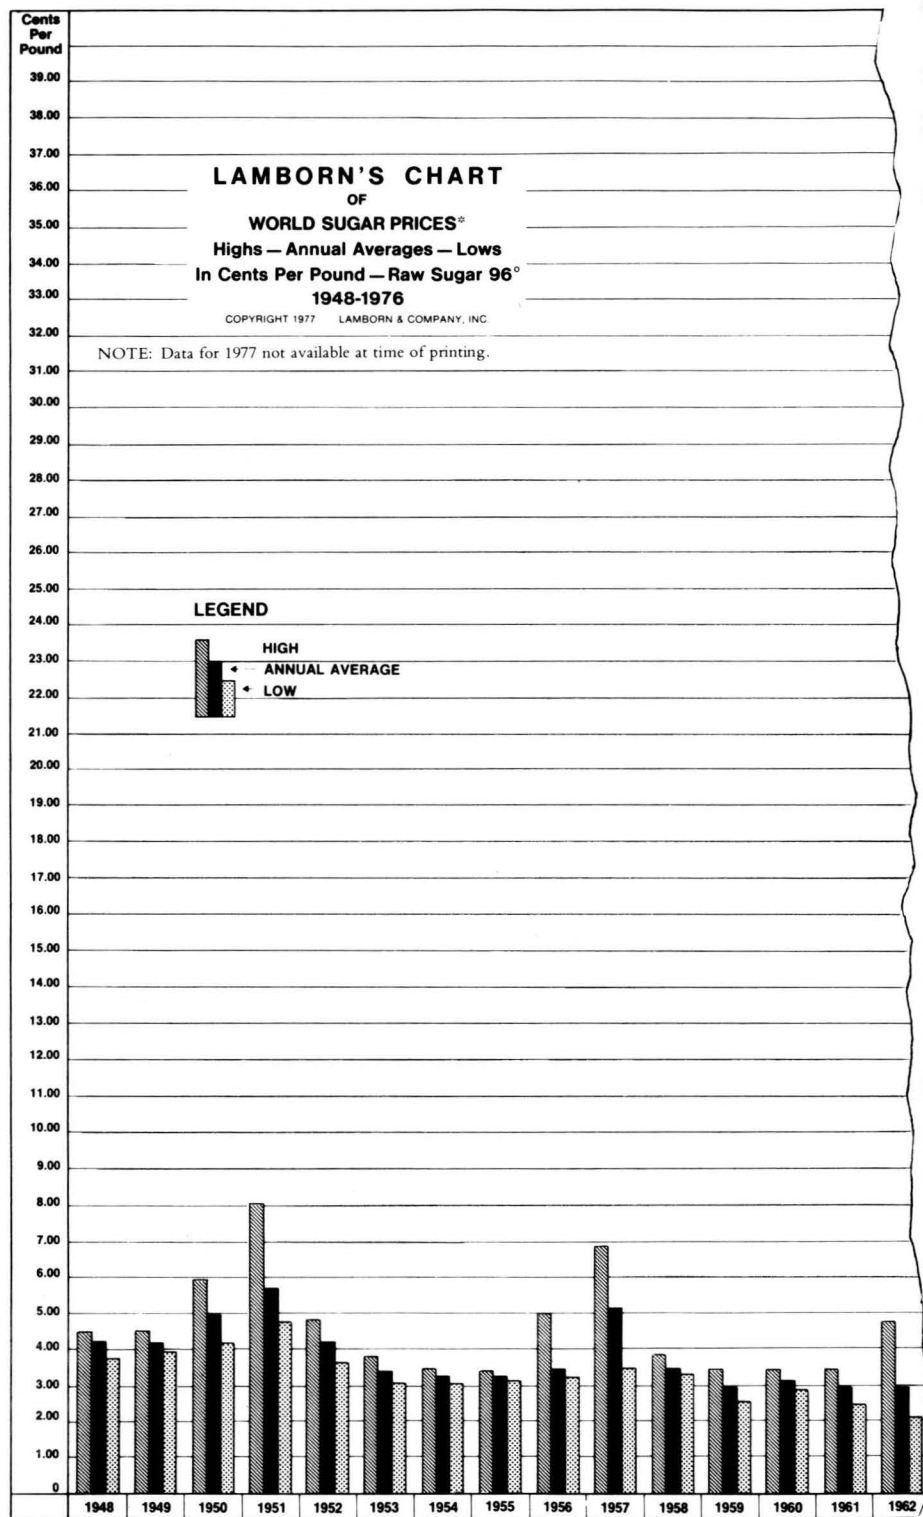 Cents
Per
Pound
39.00
38.00
37.00
36.00
35.00
34.00
33.00
32.00
31.00
30.00
29.00
28.00
27.00
26.00
25.00
24.00
23.00
22.00
21.00
20.00
19.00
18.00
17.00
16.00
15.00
14.00
13.00
12.00
11.00
10.00
9.00
8.00
7.00
6.00
5.00
4.00
3.00
2.00
1.00
0
LAMBORN'S CHART
OF
WORLD SUGAR PRICES*
Highs — Annual Averages — Lows
In Cents Per Pound — Raw Sugar 96°
1948-1976
COPYRIGHT 1977 LAMBORN & COMPANY, INC
NOTE: Data for 1977 not available at time of printing.
LEGEND
HIGH
ANNUAL AVERAGE
LOW
1948 1949 1950 1951 1952 1953 1954 1955 1956 1957 1958 1959 1960 1961 1962